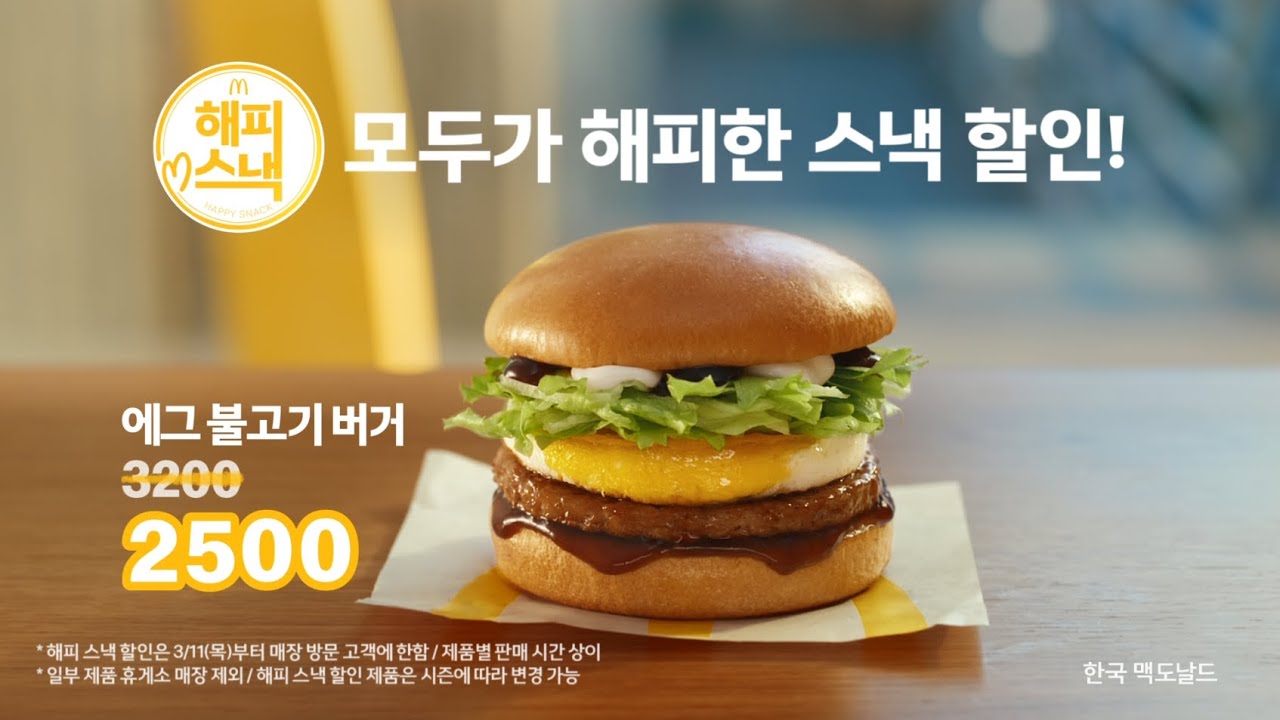 해피
스낵
HAPPY SNACK
모두가 해피한 스낵 할인!
에그 불고기 버거
3200
2500
* 해피 스낵 할인은 3/11(목)부터 매장 방문 고객에 한함 / 제품별 판매 시간 상이
* 일부 제품 휴게소 매장 제외 / 해피 스낵 할인 제품은 시즌에 따라 변경 가능
한국 맥도날드